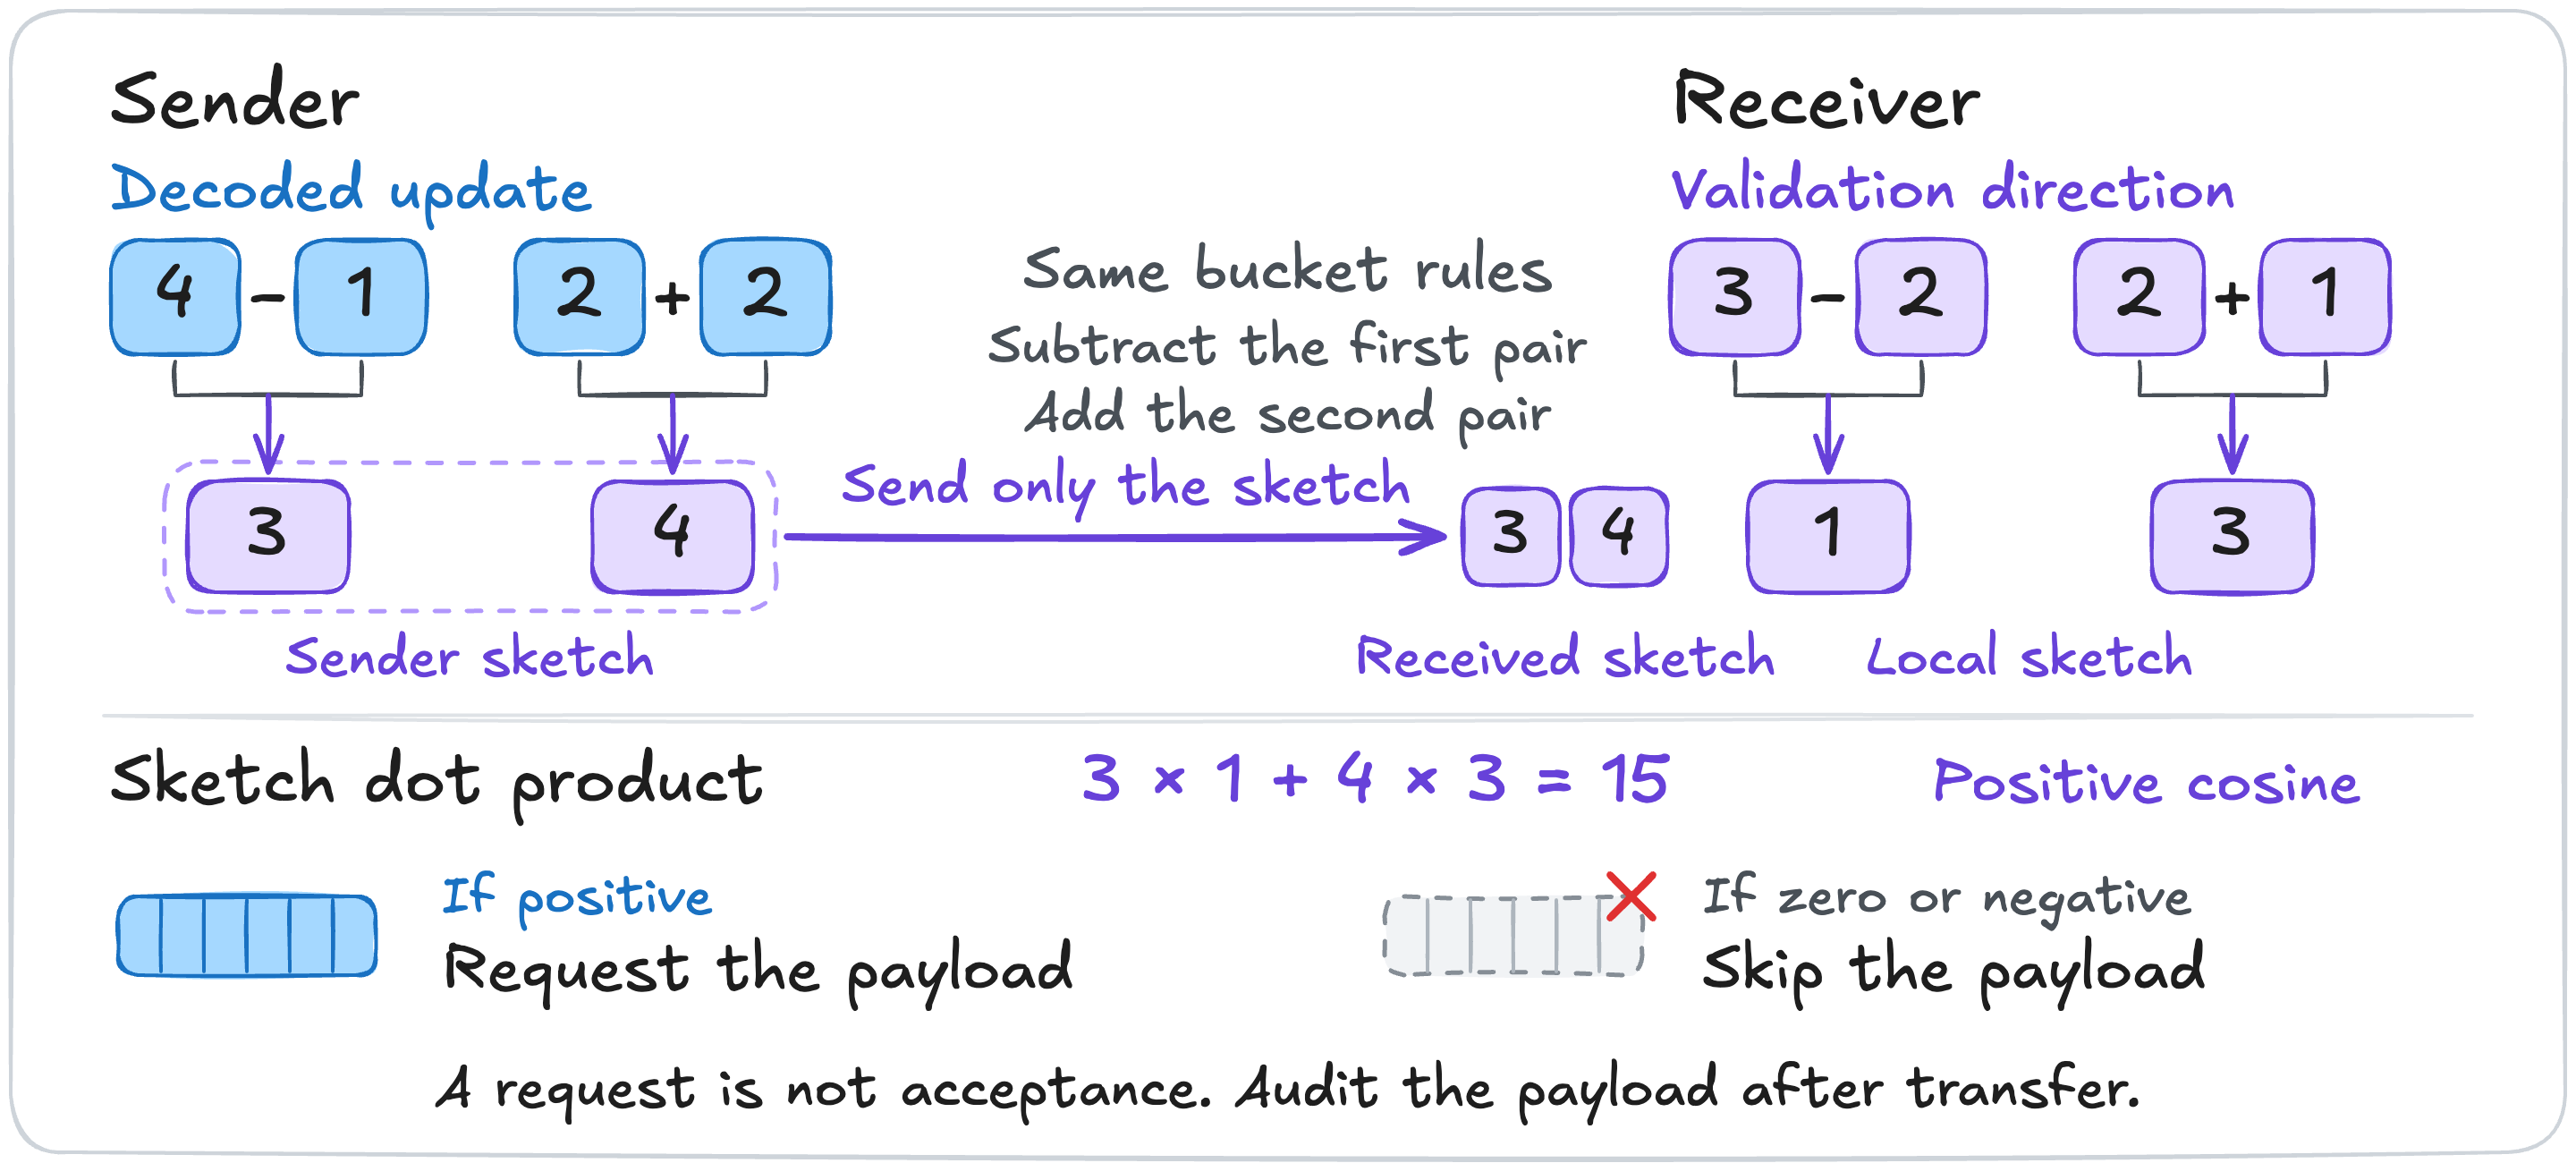 Sender
Decoded update
4 - 1 2 + 2
3 4
Sender sketch
Same bucket rules
Subtract the first pair
Add the second pair
Send only the sketch
Receiver
Validation direction
3 - 2 2 + 1
3 4 1 3
Received sketch Local sketch
Sketch dot product 3 × 1 + 4 × 3 = 15 Positive cosine
If positive
Request the payload
If zero or negative
Skip the payload
A request is not acceptance. Audit the payload after transfer.